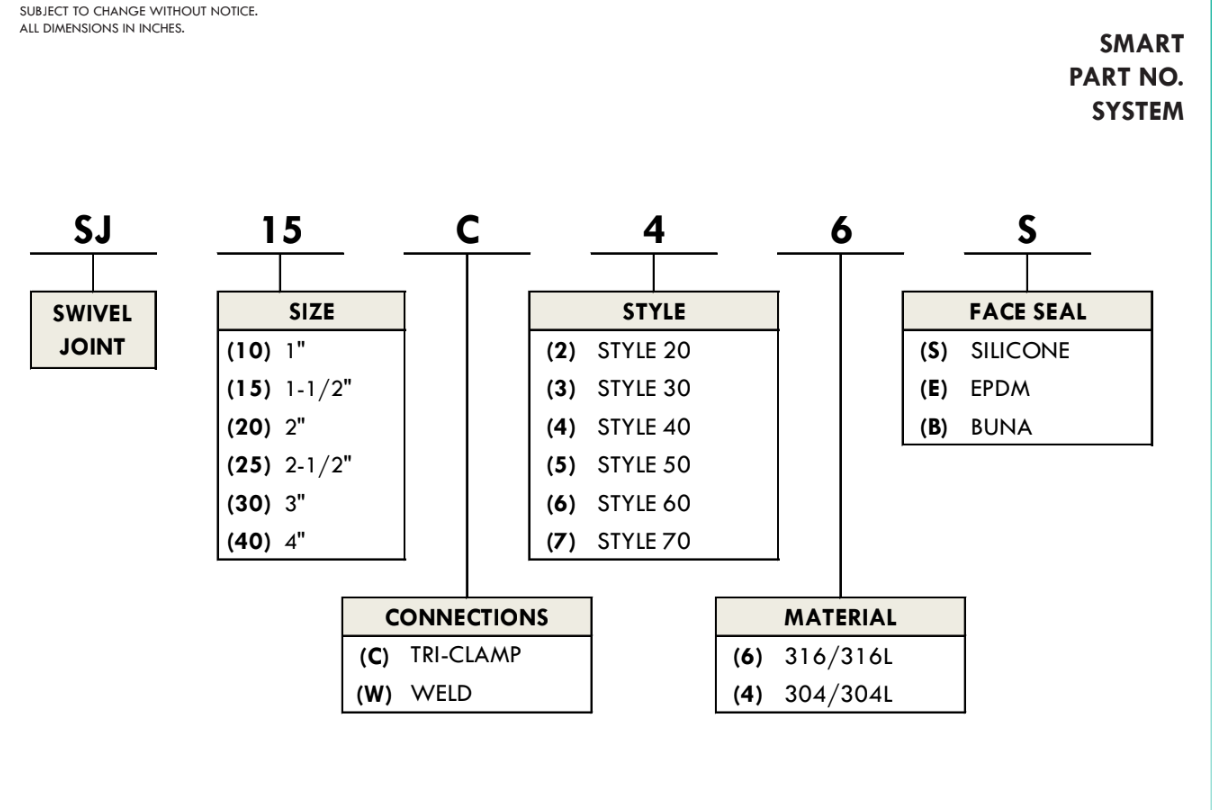 SUBJECT TO CHANGE WITHOUT NOTICE.
ALL DIMENSIONS IN INCHES.
SMART
PART NO.
SYSTEM
SJ 15 C 4 6 S
SWIVEL
JOINT
SIZE
(10) 1"
(15) 1-1/2"
(20) 2"
(25) 2-1/2"
(30) 3"
(40) 4"
STYLE
(2) STYLE 20
(3) STYLE 30
(4) STYLE 40
(5) STYLE 50
(6) STYLE 60
(7) STYLE 70
FACE SEAL
(S) SILICONE
(E) EPDM
(B) BUNA
CONNECTIONS
(C) TRI-CLAMP
(W) WELD
MATERIAL
(6) 316/316L
(4) 304/304L